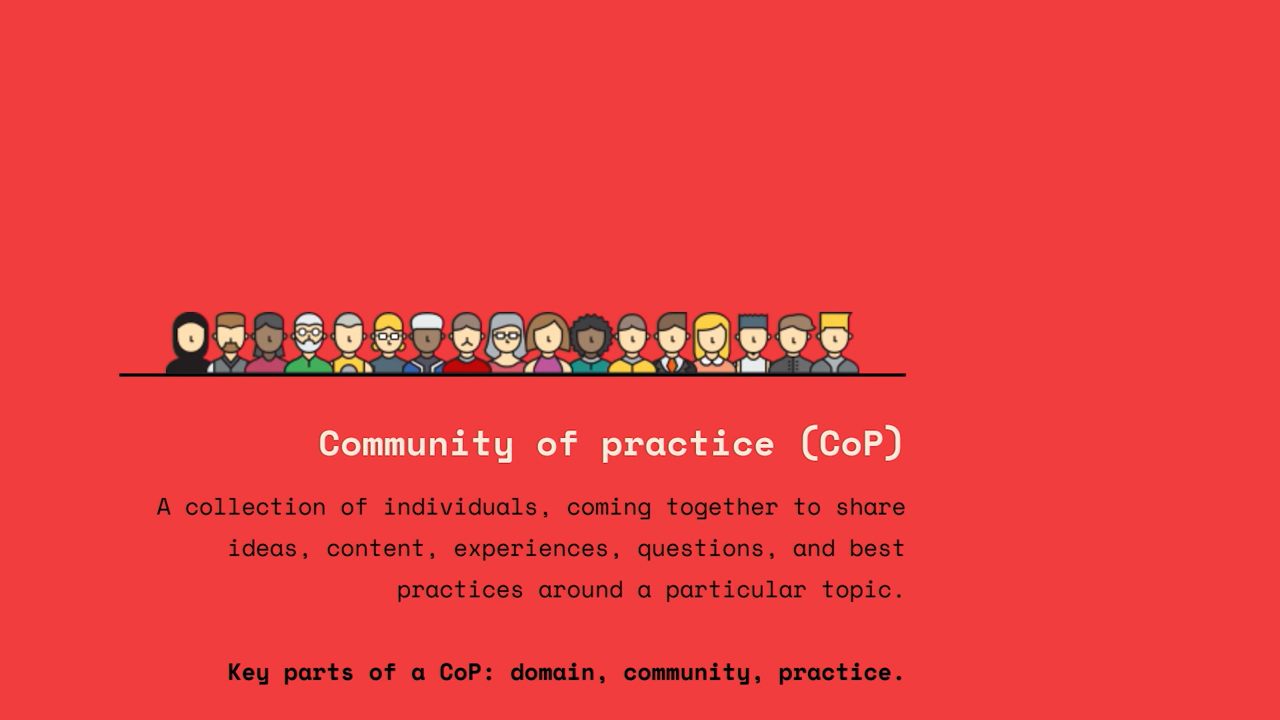 Community of practice (CoP)
A collection of individuals, coming together to share
ideas, content, experiences, questions, and best
practices around a particular topic.
Key parts of a CoP: domain, community, practice.